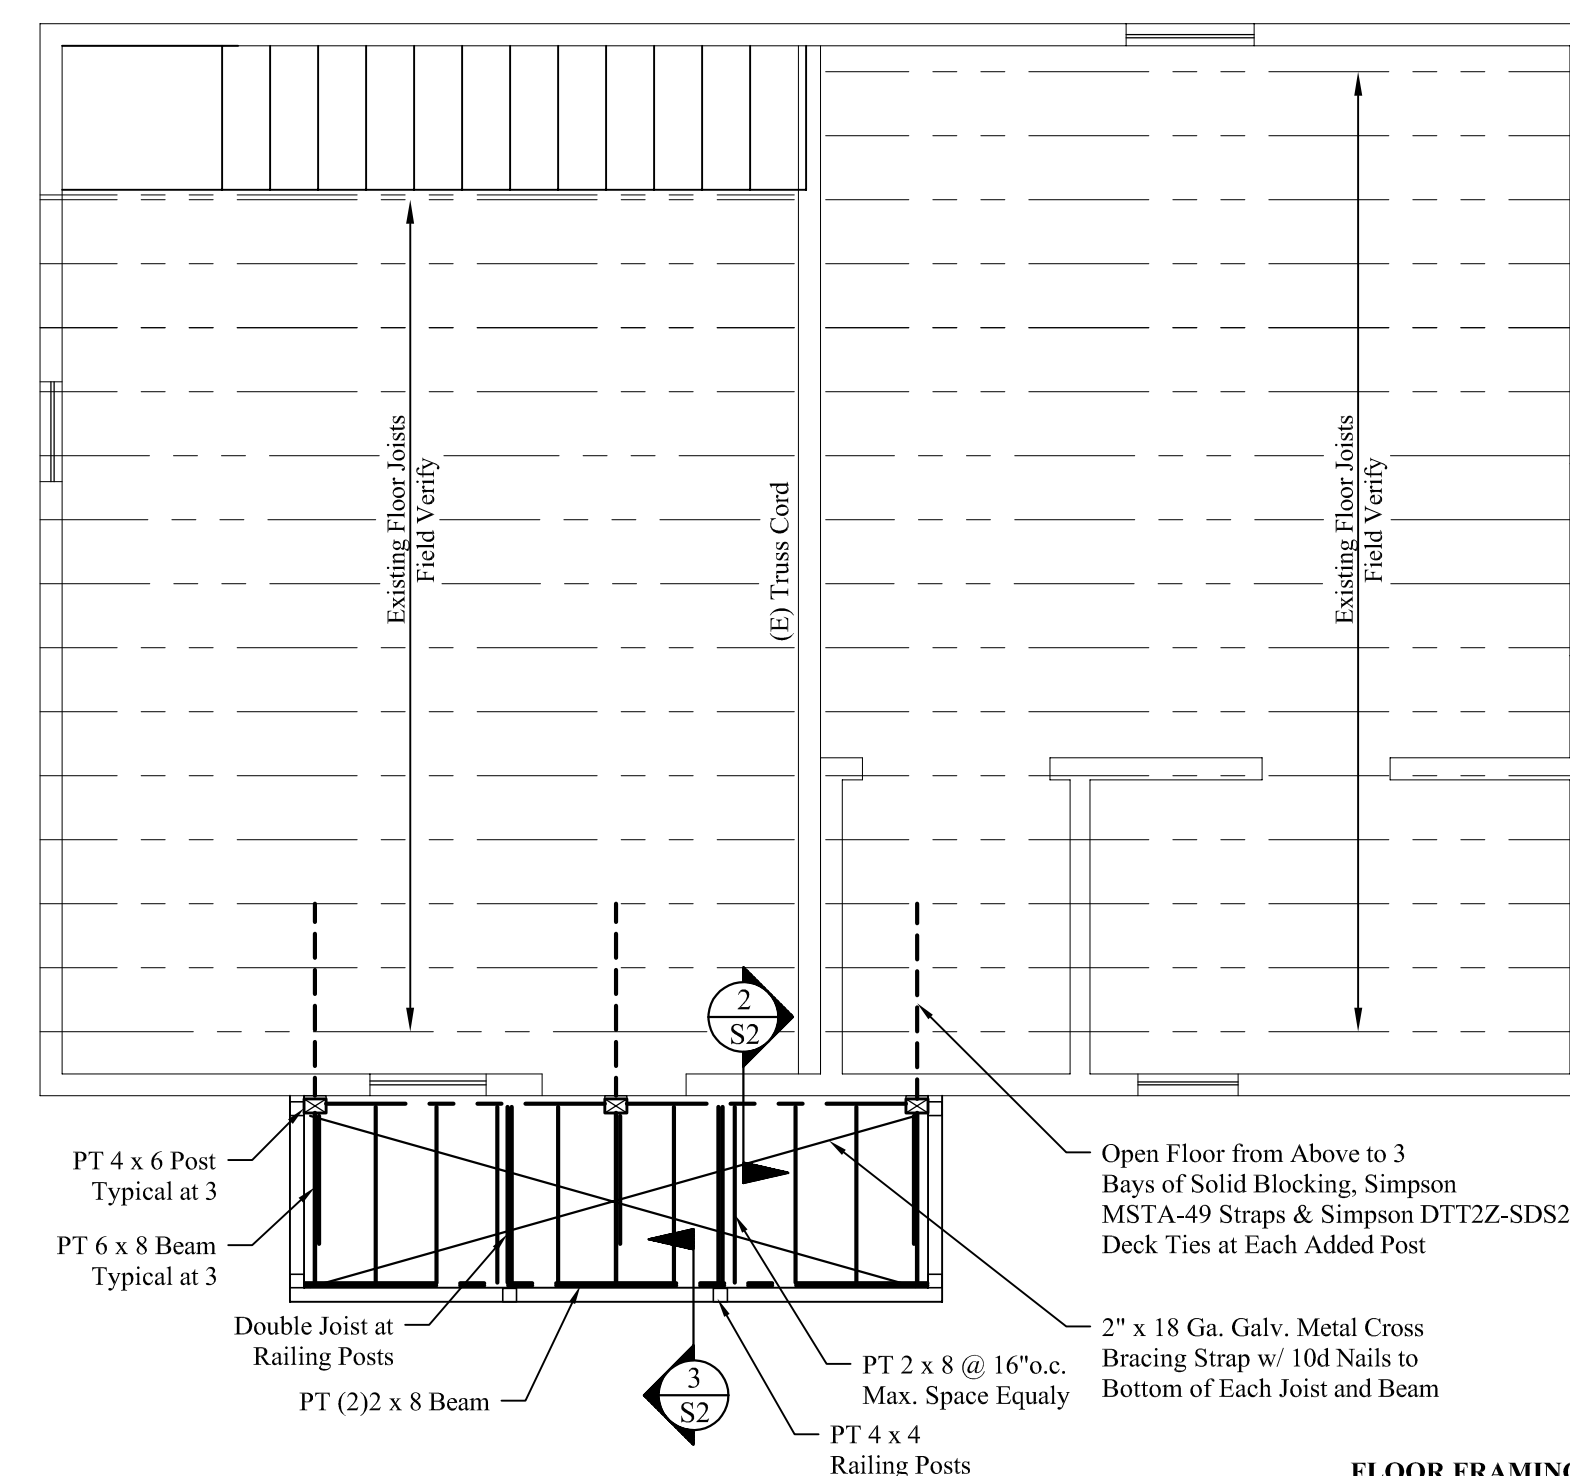 Existing Floor Joists
Field Verify
(E) Truss Cord
Existing Floor Joists
Field Verify
2
S2
PT 4 x 6 Post
Typical at 3
PT 6 x 8 Beam
Typical at 3
Double Joist at
Railing Posts
PT (2)2 x 8 Beam
3
S2
PT 2 x 8 @ 16"o.c.
Max. Space Equaly
PT 4 x 4
Railing Posts
Open Floor from Above to 3
Bays of Solid Blocking, Simpson
MSTA-49 Straps & Simpson DTT2Z-SDS2
Deck Ties at Each Added Post
2" x 18 Ga. Galv. Metal Cross
Bracing Strap w/ 10d Nails to
Bottom of Each Joist and Beam
FLOOR FRAMING